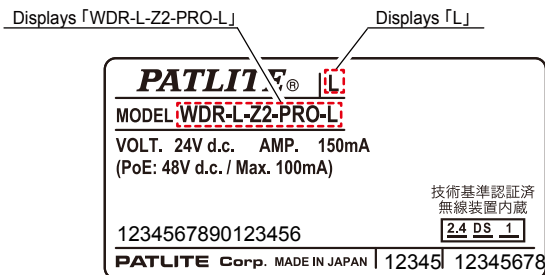 Displays「WDR-L-Z2-PRO-L」 Displays「L」
PATLITE® L
MODEL WDR-L-Z2-PRO-L
VOLT. 24V d.c. AMP. 150mA
(PoE: 48V d.c. / Max. 100mA)
技術基準認証済
無線装置内蔵
2.4 DS 1
1234567890123456
PATLITE Corp. MADE IN JAPAN 12345 12345678